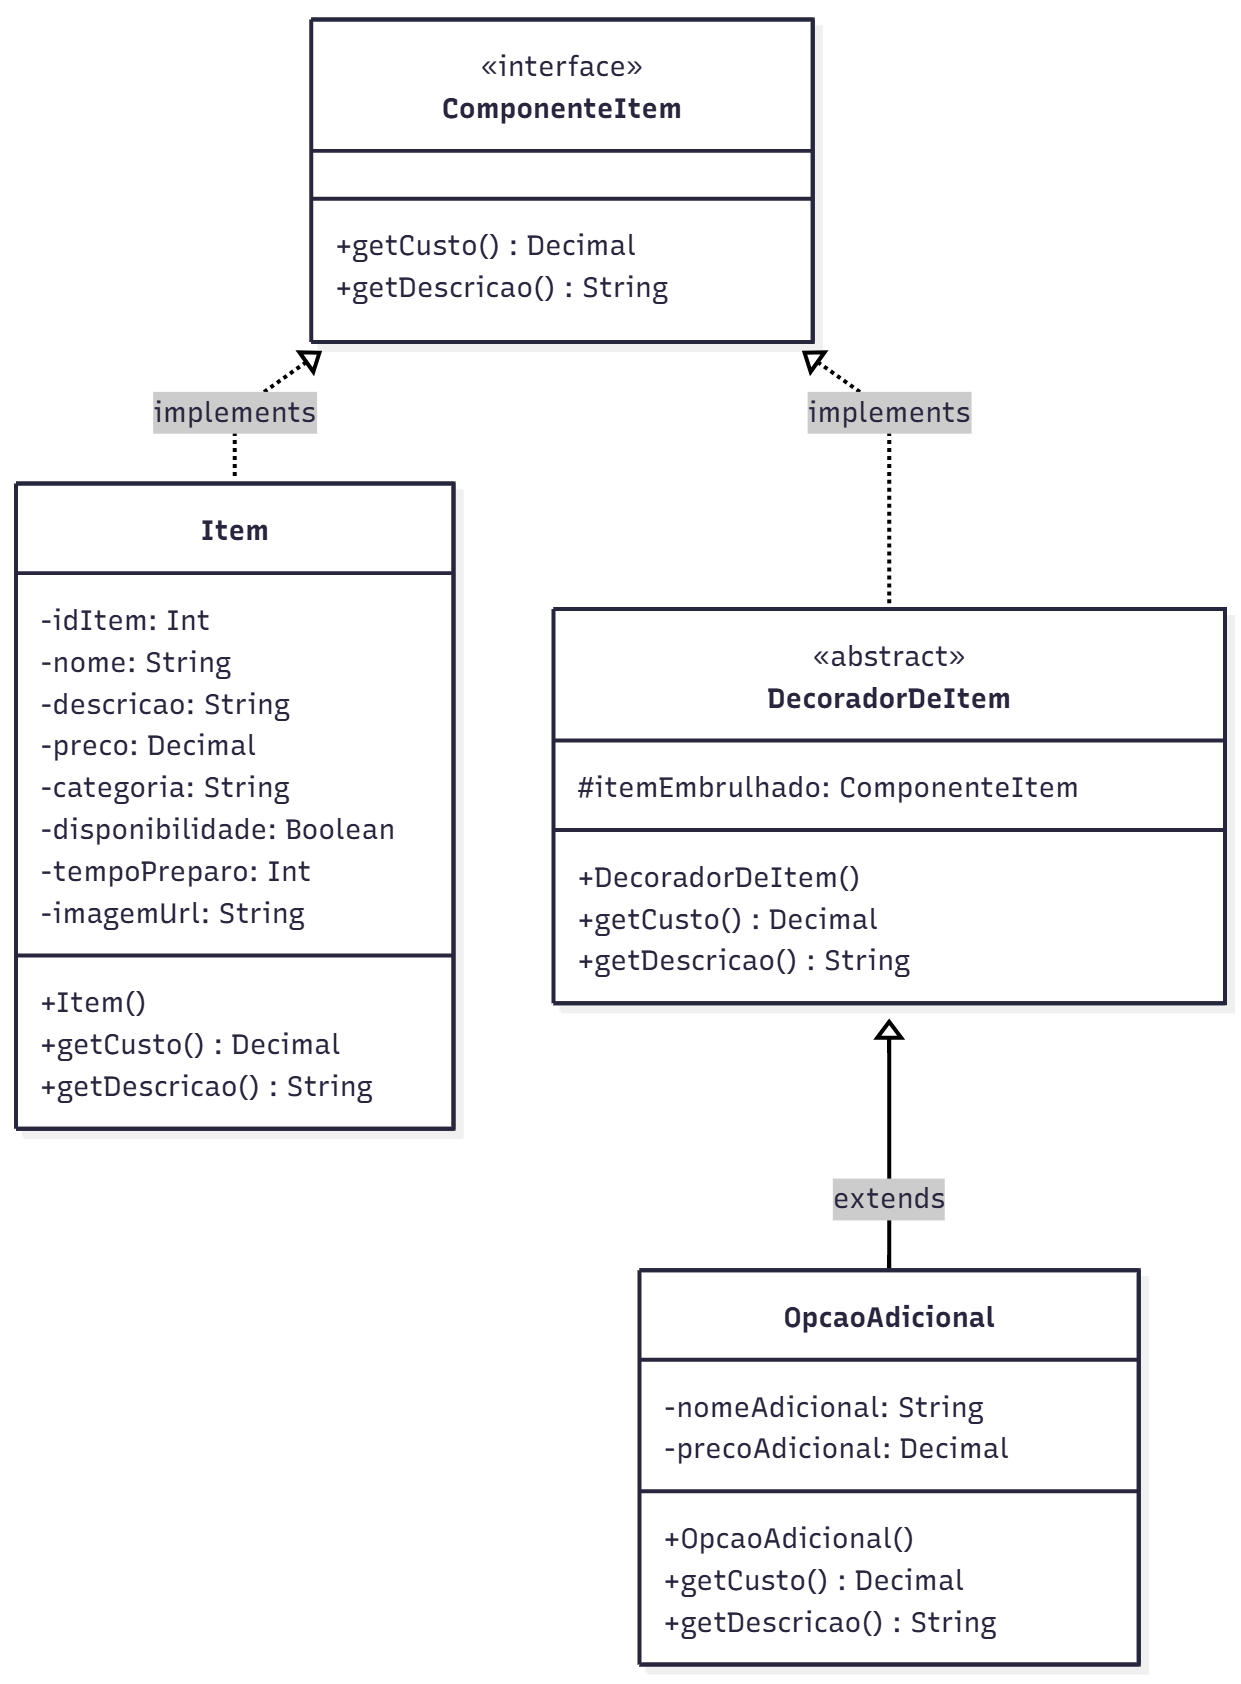 «interface»
ComponenteItem
+getCusto() : Decimal
+getDescricao() : String
implements
implements
Item
-idItem: Int
-nome: String
-descricao: String
-preco: Decimal
-categoria: String
-disponibilidade: Boolean
-tempoPreparo: Int
-imagemUrl: String
+Item()
+getCusto() : Decimal
+getDescricao() : String
«abstract»
DecoradorDeItem
#itemEmbrulhado: ComponenteItem
+DecoradorDeItem()
+getCusto() : Decimal
+getDescricao() : String
extends
OpcaoAdicional
-nomeAdicional: String
-precoAdicional: Decimal
+OpcaoAdicional()
+getCusto() : Decimal
+getDescricao() : String